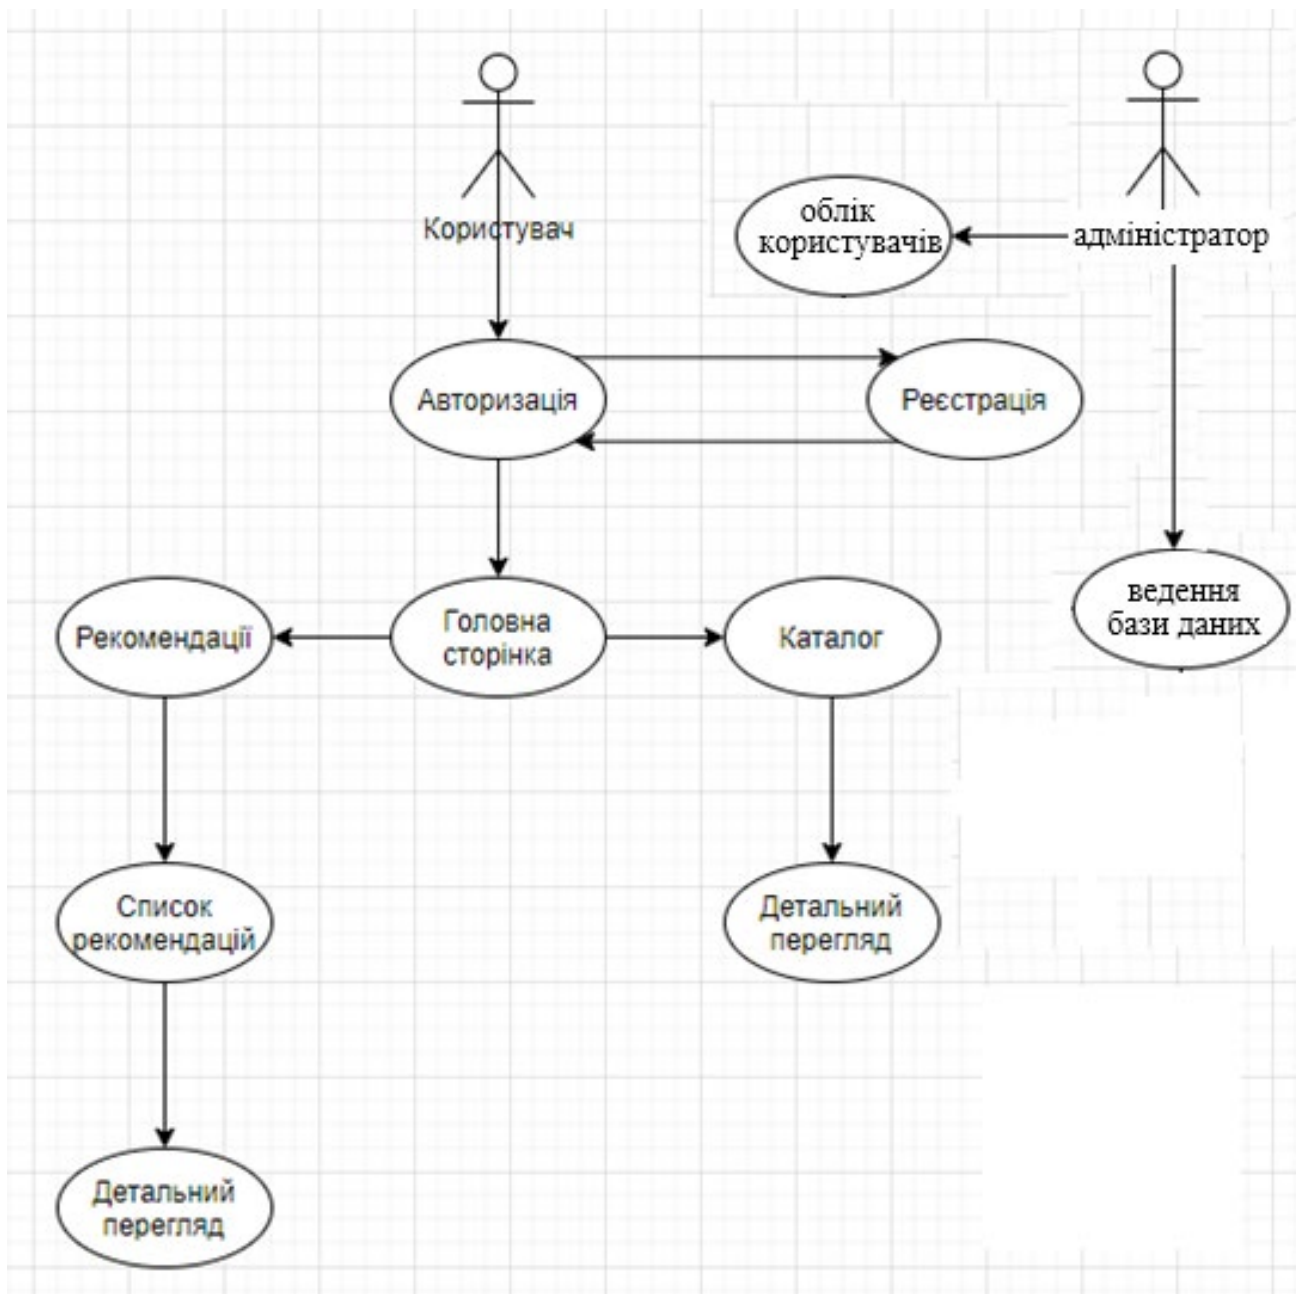 Користувач
облік
користувачів
адміністратор
Авторизація
Реєстрація
Рекомендації
Головна
сторінка
Каталог
ведення
бази даних
Список
рекомендацій
Детальний
перегляд
Детальний
перегляд